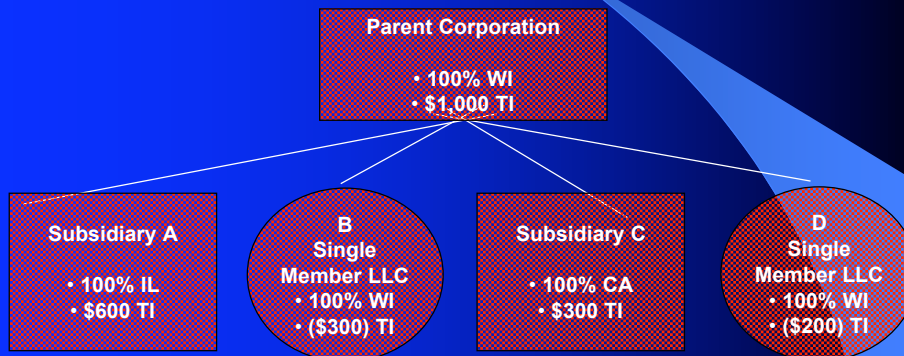 Parent Corporation
• 100% WI
• $1,000 TI
Subsidiary A
• 100% IL
• $600 TI
B
Single
Member LLC
• 100% WI
• ($300) TI
Subsidiary C
• 100% CA
• $300 TI
D
Single
Member LLC
• 100% WI
• ($200) TI